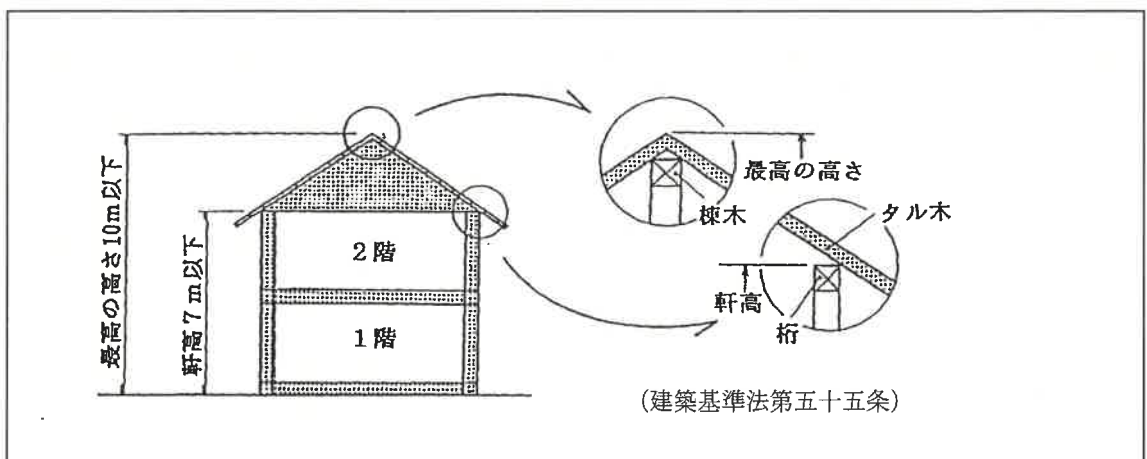 最高の高さ10m以下
軒高7m以下
2階
1階
最高の高さ
棟木
タル木
軒高
桁
(建築基準法第五十五条)